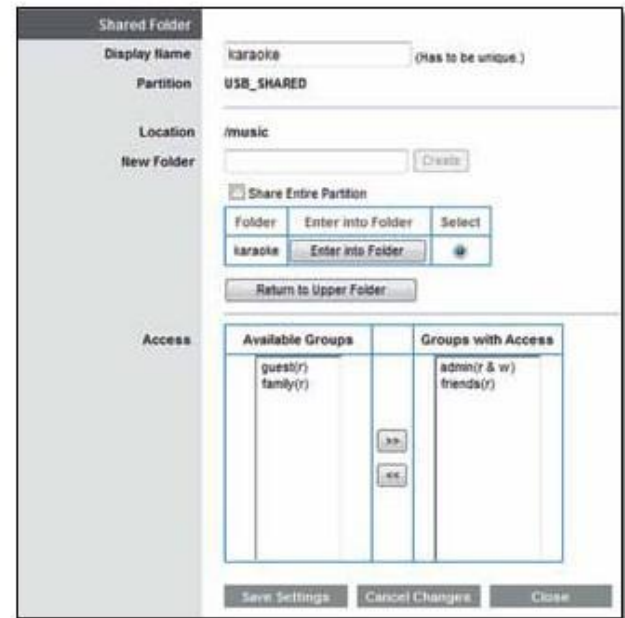 Shared Folder
Display Name karaoke (Has to be unique.)
Partition USB_SHARED
Location /music
New Folder Create
Share Entire Partition
Folder Enter into Folder Select
karaoke Enter into Folder
Return to Upper Folder
Access Available Groups Groups with Access
guest(r) admin(r & w)
family(r) friends(r)
>>
<<
Save Settings Cancel Changes Close